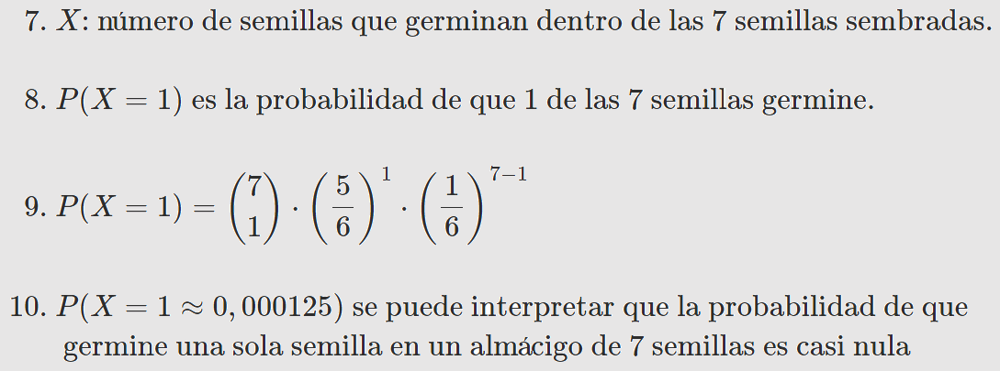 7. X: número de semillas que germinan dentro de las 7 semillas sembradas.
8. P(X = 1) es la probabilidad de que 1 de las 7 semillas germine.
9. P(X = 1) = \binom{7}{1} · \left(\frac{5}{6}\right)^{1} · \left(\frac{1}{6}\right)^{7-1}
10. P(X = 1 ≈ 0,000125) se puede interpretar que la probabilidad de que
germine una sola semilla en un almácigo de 7 semillas es casi nula